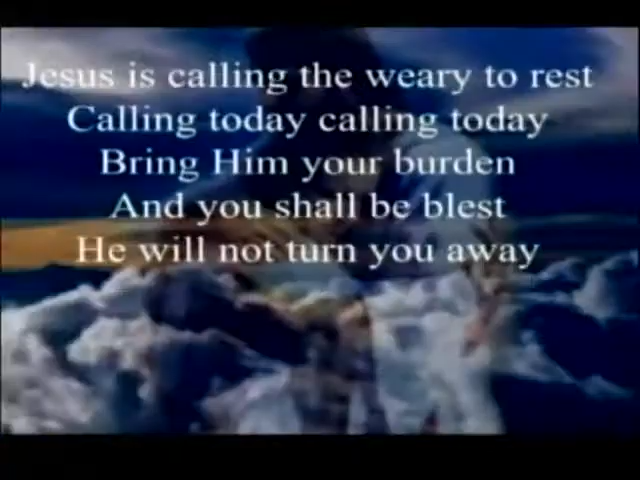 Jesus is calling the weary to rest
Calling today calling today
Bring Him your burden
And you shall be blest
He will not turn you away